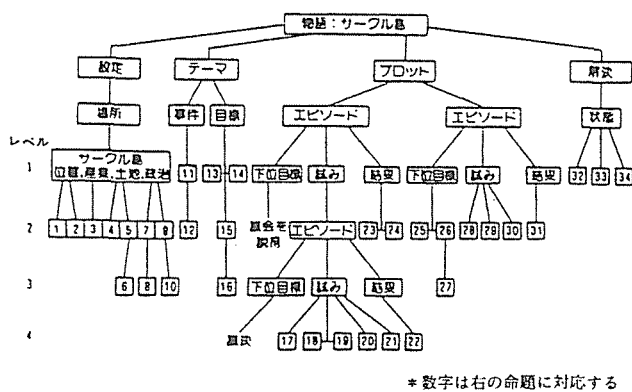 物語：サークル島
設定 テーマ プロット 解決
場所 事件 目標 エピソード エピソード 状態
レベル
サークル島
1 位置,産業,土地,政治 11 13 14 下位目標 試み 結果 下位目標 試み 結果 32 33 34
2 1 2 3 4 5 7 9 12 15 議会を説得 エピソード 23 24 25 26 28 29 30 31
3 6 8 10 16 下位目標 試み 結果 27
4 17 18 19 20 21 22
＊数字は右の命題に対応する